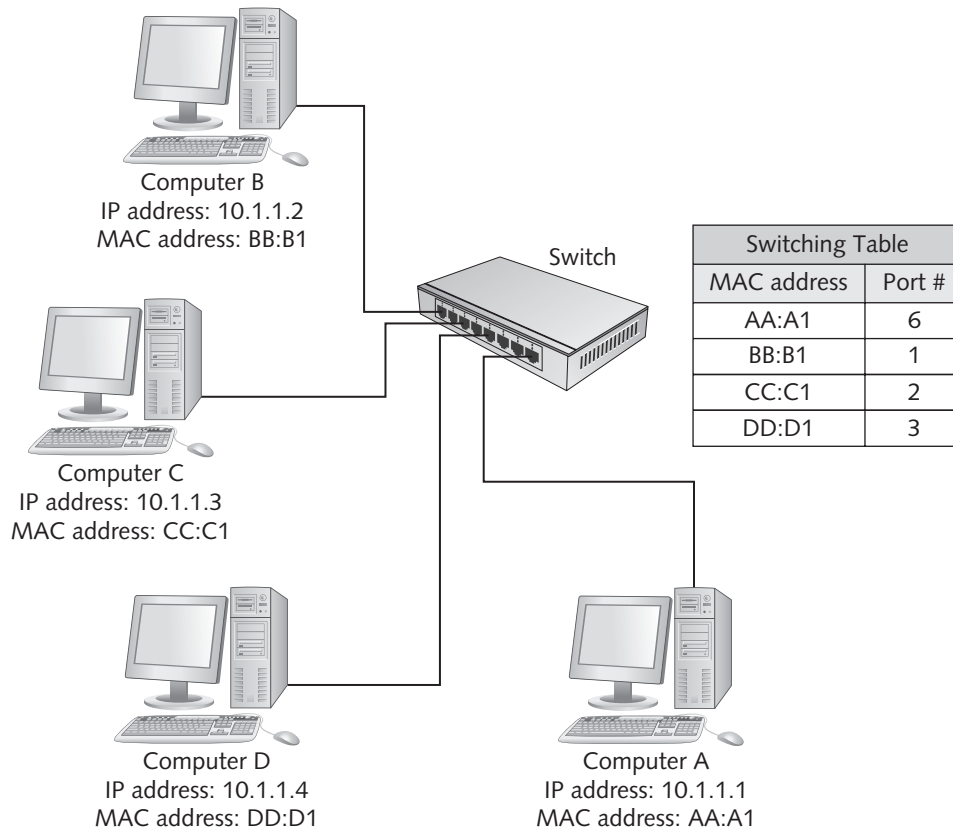 Computer B
IP address: 10.1.1.2
MAC address: BB:B1
Switch
Switching Table
MAC address Port #
AA:A1 6
BB:B1 1
CC:C1 2
DD:D1 3
Computer C
IP address: 10.1.1.3
MAC address: CC:C1
Computer D
IP address: 10.1.1.4
MAC address: DD:D1
Computer A
IP address: 10.1.1.1
MAC address: AA:A1